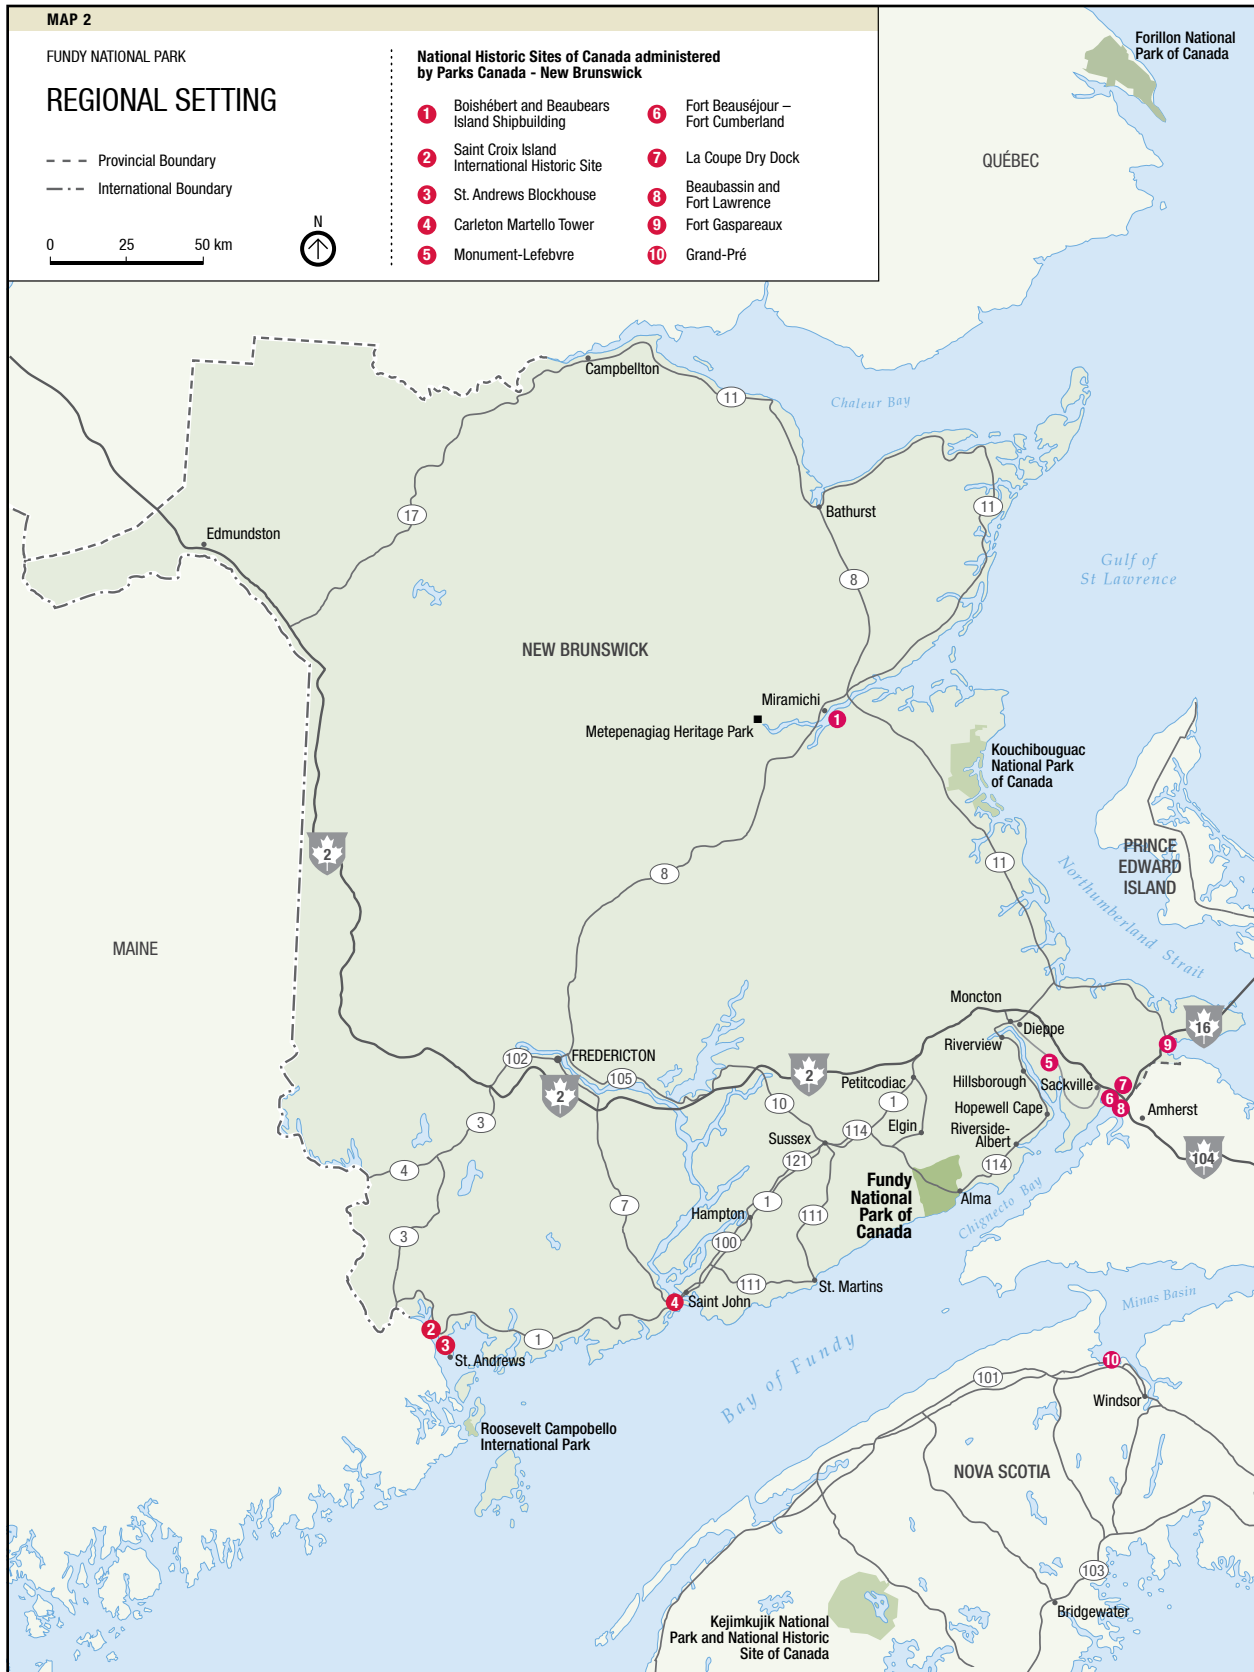 MAP 2
FUNDY NATIONAL PARK
REGIONAL SETTING
Provincial Boundary
International Boundary
0 25 50 km
N
National Historic Sites of Canada administered
by Parks Canada - New Brunswick
1 Boishébert and Beaubears
Island Shipbuilding
2 Saint Croix Island
International Historic Site
3 St. Andrews Blockhouse
4 Carleton Martello Tower
5 Monument-Lefebvre
6 Fort Beauséjour –
Fort Cumberland
7 La Coupe Dry Dock
8 Beaubassin and
Fort Lawrence
9 Fort Gaspareaux
10 Grand-Pré
Forillon National
Park of Canada
QUÉBEC
Campbellton
11
Chaleur Bay
17
Bathurst
11
Edmundston
Gulf of
St Lawrence
8
NEW BRUNSWICK
Miramichi
1
Metepenagiag Heritage Park
Kouchibouguac
National Park
of Canada
2
PRINCE
EDWARD
ISLAND
11
8
Northumberland Strait
MAINE
Moncton
Dieppe
16
Riverview
9
FREDERICTON
102
105
2
2
5
Petitcodiac
Hillsborough
Sackville
7
6
8
Amherst
10
1
Hopewell Cape
3
Elgin
Riverside-
Albert
Sussex
114
121
104
4
114
Fundy
National
Park of
Canada
Alma
Chignecto Bay
7
1
Hampton
111
3
100
111
St. Martins
4
Saint John
Minas Basin
2
3
1
St. Andrews
Bay of Fundy
10
101
Windsor
Roosevelt Campobello
International Park
NOVA SCOTIA
103
Bridgewater
Kejimkujik National
Park and National Historic
Site of Canada